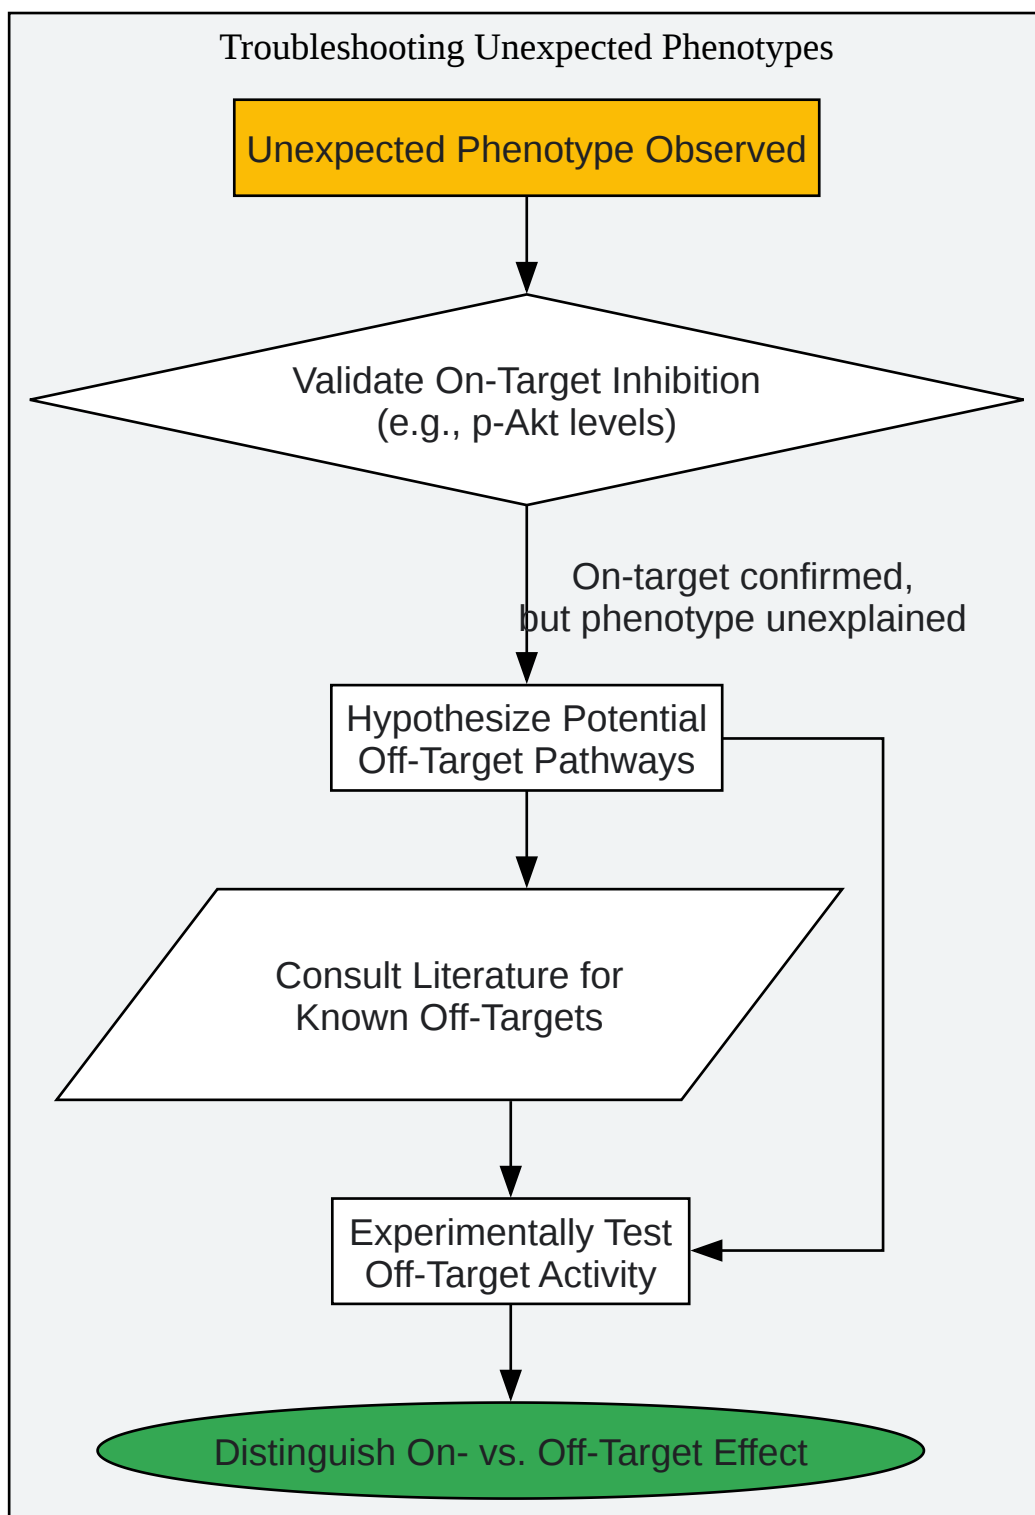 Troubleshooting Unexpected Phenotypes
Unexpected Phenotype Observed
Validate On-Target Inhibition
(e.g., p-Akt levels)
On-target confirmed,
but phenotype unexplained
Hypothesize Potential
Off-Target Pathways
Consult Literature for
Known Off-Targets
Experimentally Test
Off-Target Activity
Distinguish On- vs. Off-Target Effect